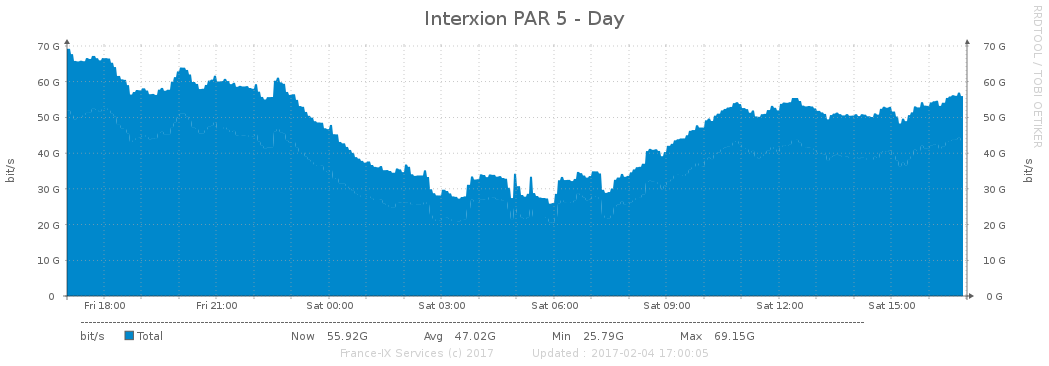 Interxion PAR 5 - Day
RRDTOOL / TOBI OETIKER
bit/s
70 G 70 G
60 G 60 G
50 G 50 G
40 G 40 G
30 G 30 G
20 G 20 G
10 G 10 G
0 0 G
bit/s
Fri 18:00 Fri 21:00 Sat 00:00 Sat 03:00 Sat 06:00 Sat 09:00 Sat 12:00 Sat 15:00
bit/s Total Now 55.92G Avg 47.02G Min 25.79G Max 69.15G
France-IX Services (c) 2017 Updated : 2017-02-04 17:00:05